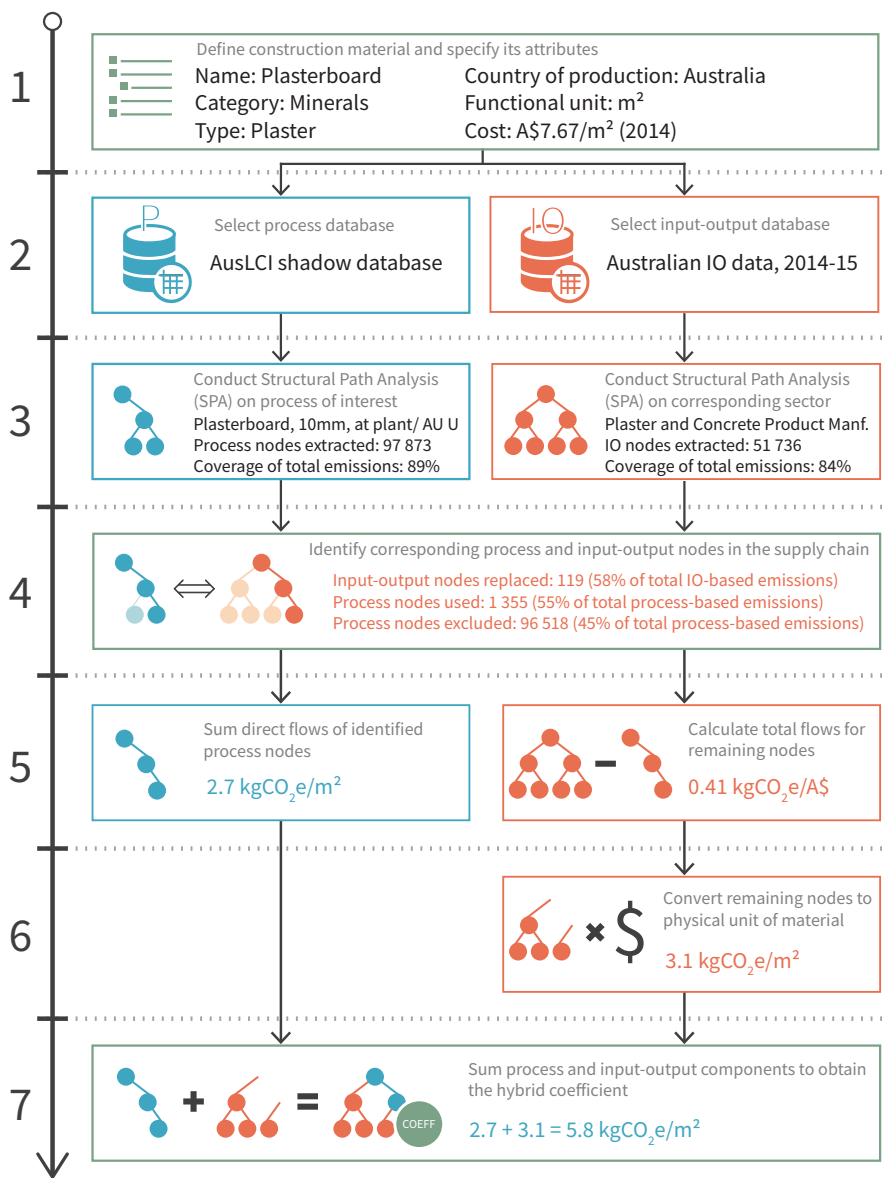 1
Define construction material and specify its attributes
Name: Plasterboard
Category: Minerals
Type: Plaster
Country of production: Australia
Functional unit: m²
Cost: A$7.67/m² (2014)
2
P
Select process database
AusLCI shadow database
IO
Select input-output database
Australian IO data, 2014-15
3
Conduct Structural Path Analysis
(SPA) on process of interest
Plasterboard, 10mm, at plant/ AU U
Process nodes extracted: 97 873
Coverage of total emissions: 89%
Conduct Structural Path Analysis
(SPA) on corresponding sector
Plaster and Concrete Product Manf.
IO nodes extracted: 51 736
Coverage of total emissions: 84%
4
Identify corresponding process and input-output nodes in the supply chain
Input-output nodes replaced: 119 (58% of total IO-based emissions)
Process nodes used: 1 355 (55% of total process-based emissions)
Process nodes excluded: 96 518 (45% of total process-based emissions)
5
Sum direct flows of identified
process nodes
2.7 kgCO₂e/m²
Calculate total flows for
remaining nodes
0.41 kgCO₂e/A$
6
$
Convert remaining nodes to
physical unit of material
3.1 kgCO₂e/m²
7
COEFF
Sum process and input-output components to obtain
the hybrid coefficient
2.7 + 3.1 = 5.8 kgCO₂e/m²